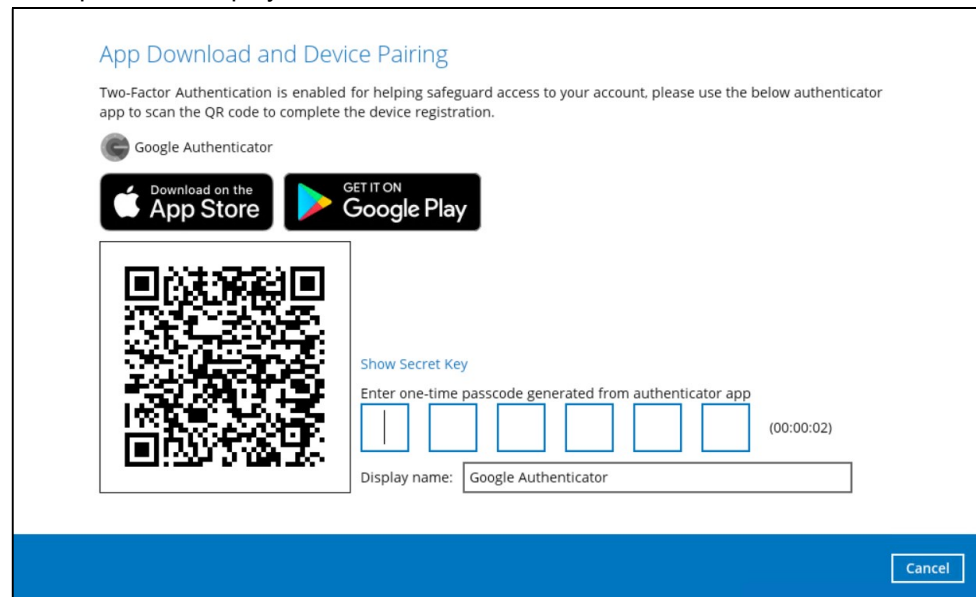 App Download and Device Pairing
Two-Factor Authentication is enabled for helping safeguard access to your account, please use the below authenticator
app to scan the QR code to complete the device registration.
Google Authenticator
Download on the
App Store
GET IT ON
Google Play
Show Secret Key
Enter one-time passcode generated from authenticator app
(00:00:02)
Display name: Google Authenticator
Cancel